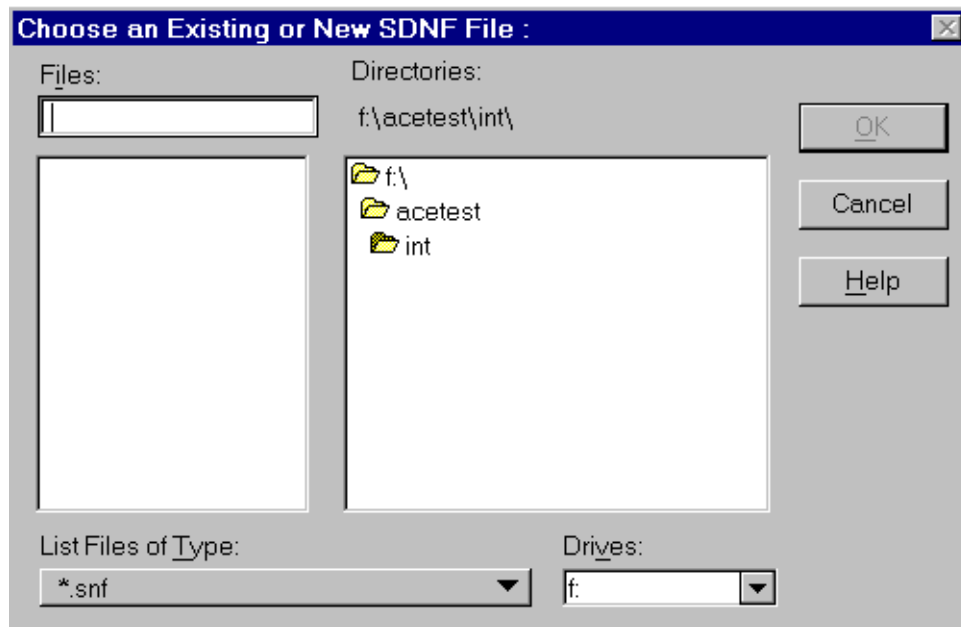 Choose an Existing or New SDNF File :
Files:
Directories:
f:\acetest\int\
OK
f:\
acetest
int
Cancel
Help
List Files of Type:
Drives:
*.snf
f: